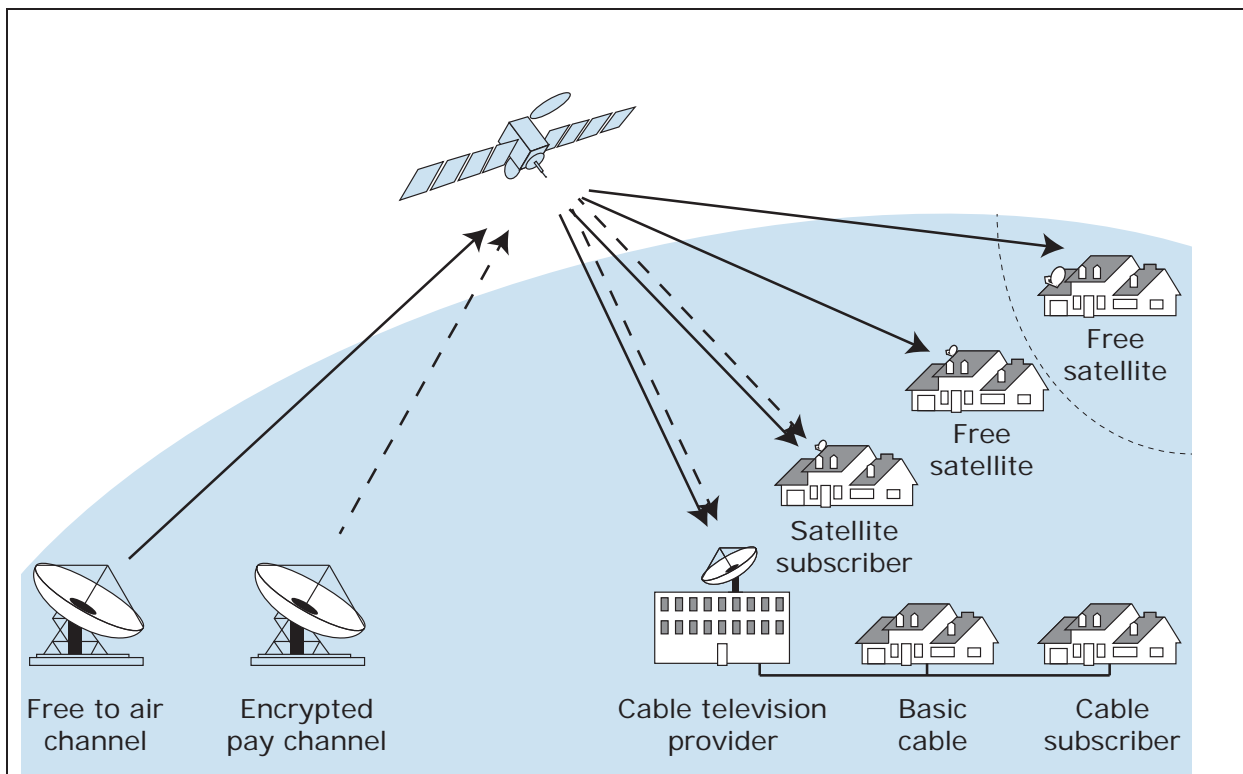 Free
satellite
Free
satellite
Satellite
subscriber
Free to air
channel
Encrypted
pay channel
Cable television
provider
Basic
cable
Cable
subscriber